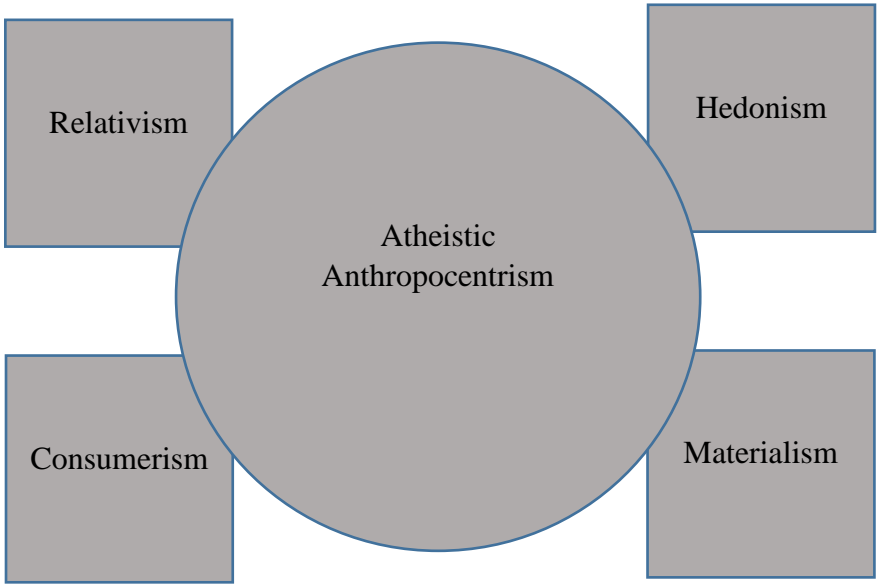 Relativism
Hedonism
Atheistic
Anthropocentrism
Consumerism
Materialism